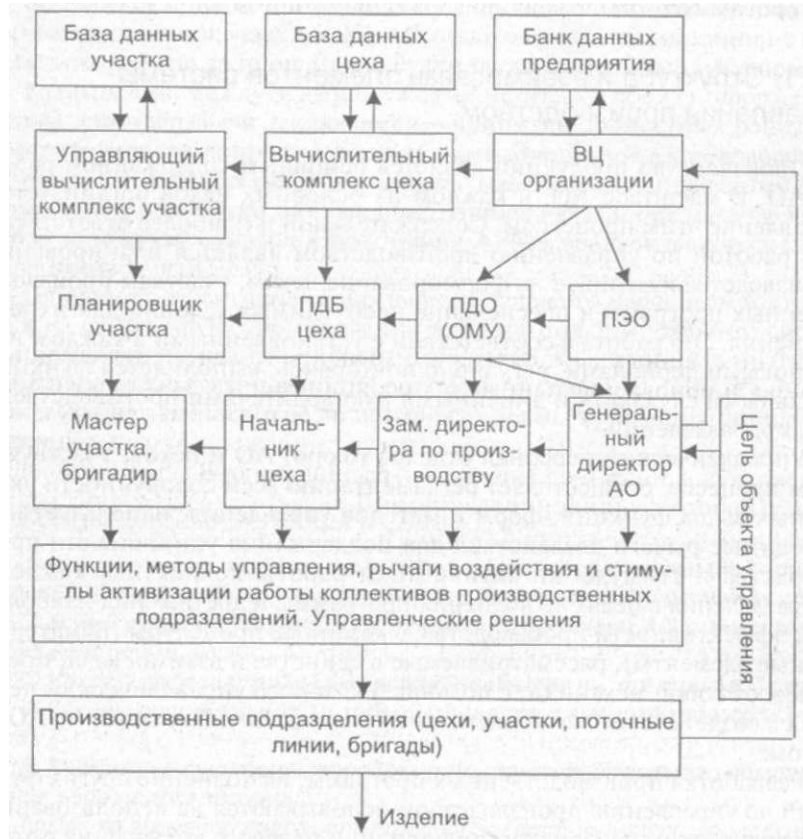 База данных
участка
База данных
цеха
Банк данных
предприятия
Управляющий
вычислительный
комплекс участка
Вычислительный
комплекс цеха
ВЦ
организации
Планировщик
участка
ПДБ
цеха
ПДО
(ОМУ)
ПЭО
Мастер
участка,
бригадир
Началь-
ник
цеха
Зам. директо-
ра по произ-
водству
Генераль-
ный
директор
АО
Цель объекта управления
Функции, методы управления, рычаги воздействия и стиму-
лы активизации работы коллективов производственных
подразделений. Управленческие решения
Производственные подразделения (цехи, участки, поточные
линии, бригады)
Изделие